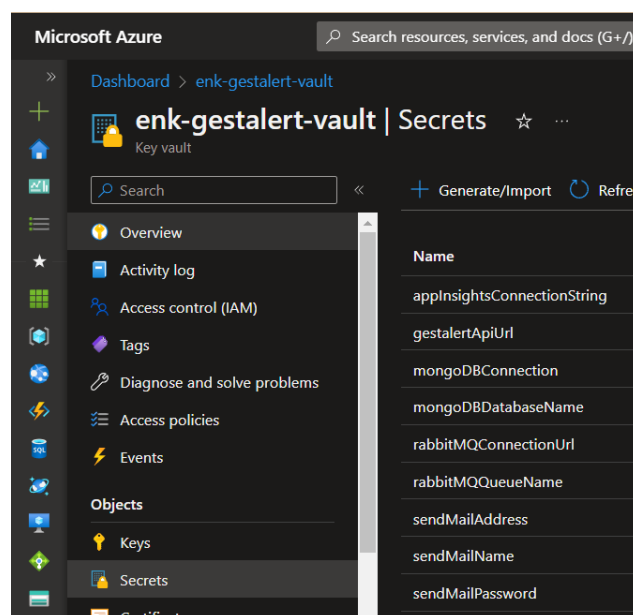 Microsoft Azure
Search resources, services, and docs (G+/)
Dashboard > enk-gestalert-vault
enk-gestalert-vault | Secrets
Key vault
Search
Overview
Activity log
Access control (IAM)
Tags
Diagnose and solve problems
Access policies
Events
Objects
Keys
Secrets
Generate/Import
Refre
Name
appInsightsConnectionString
gestalertApiUrl
mongoDBConnection
mongoDBDatabaseName
rabbitMQConnectionUrl
rabbitMQQueueName
sendMailAddress
sendMailName
sendMailPassword